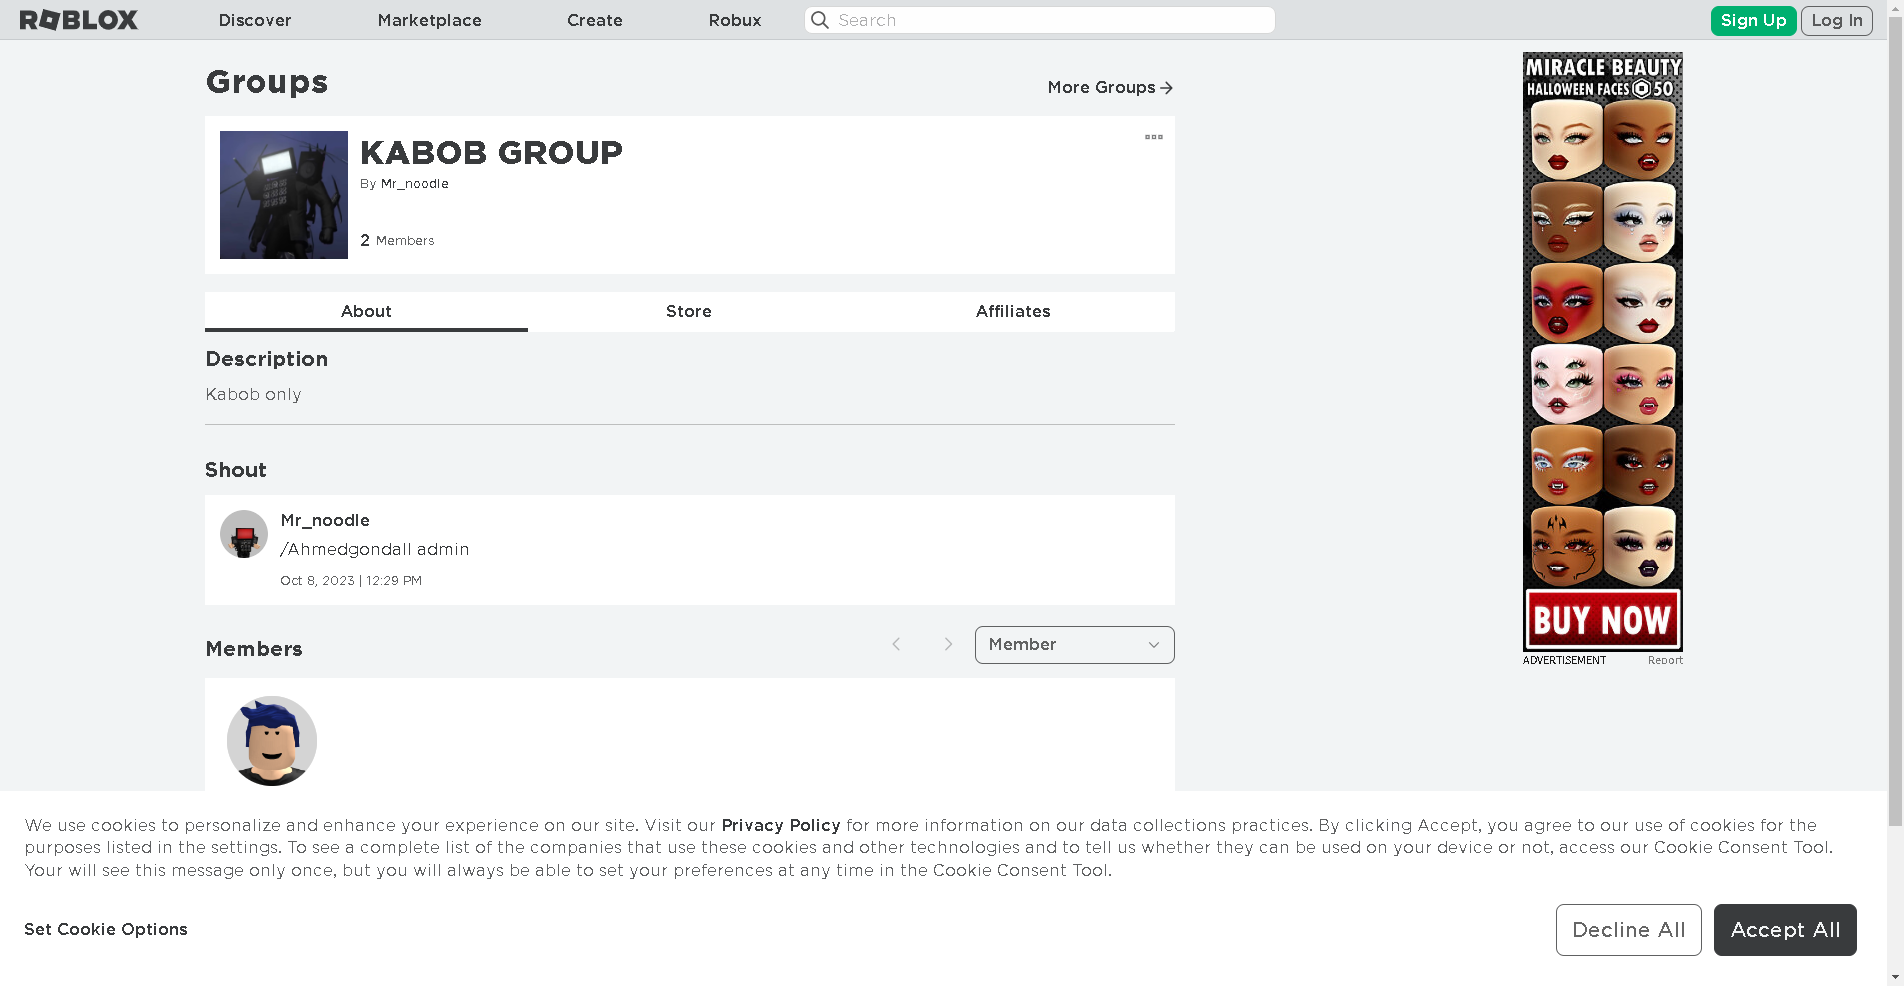 ROBLOX
Discover
Marketplace
Create
Robux
Search
Sign Up
Log In
Groups
More Groups
KABOB GROUP
By Mr_noodle
2 Members
About
Store
Affiliates
Description
Kabob only
Shout
Mr_noodle
/Ahmedgondall admin
Oct 8, 2023 | 12:29 PM
Members
Member
MIRACLE BEAUTY
HALLOWEEN FACES 50
BUY NOW
ADVERTISEMENT
Report
We use cookies to personalize and enhance your experience on our site. Visit our Privacy Policy for more information on our data collections practices. By clicking Accept, you agree to our use of cookies for the
purposes listed in the settings. To see a complete list of the companies that use these cookies and other technologies and to tell us whether they can be used on your device or not, access our Cookie Consent Tool.
Your will see this message only once, but you will always be able to set your preferences at any time in the Cookie Consent Tool.
Set Cookie Options
Decline All
Accept All